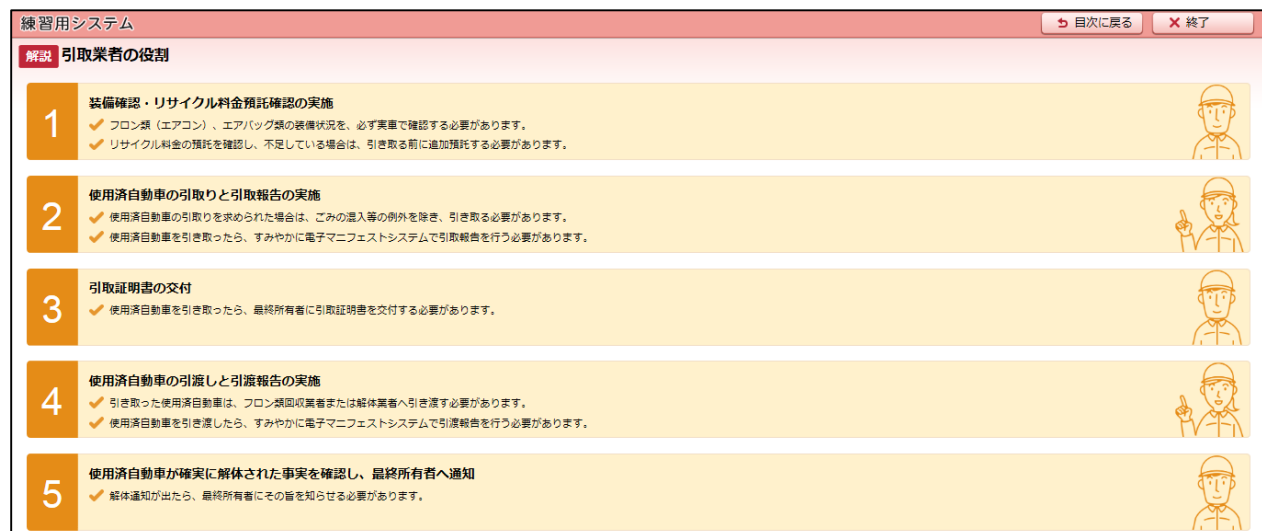 練習用システム
目次に戻る
終了
解説 引取業者の役割
1
装備確認・リサイクル料金預託確認の実施
フロン類（エアコン）、エアバッグ類の装備状況を、必ず実車で確認する必要があります。
リサイクル料金の預託を確認し、不足している場合は、引き取る前に追加預託する必要があります。
2
使用済自動車の引取りと引取報告の実施
使用済自動車の引取りを求められた場合は、ごみの混入等の例外を除き、引き取る必要があります。
使用済自動車を引き取ったら、すみやかに電子マニフェストシステムで引取報告を行う必要があります。
3
引取証明書の交付
使用済自動車を引き取ったら、最終所有者に引取証明書を交付する必要があります。
4
使用済自動車の引渡しと引渡報告の実施
引き取った使用済自動車は、フロン類回収業者または解体業者へ引き渡す必要があります。
使用済自動車を引き渡したら、すみやかに電子マニフェストシステムで引渡報告を行う必要があります。
5
使用済自動車が確実に解体された事実を確認し、最終所有者へ通知
解体通知が出たら、最終所有者にその旨を知らせる必要があります。